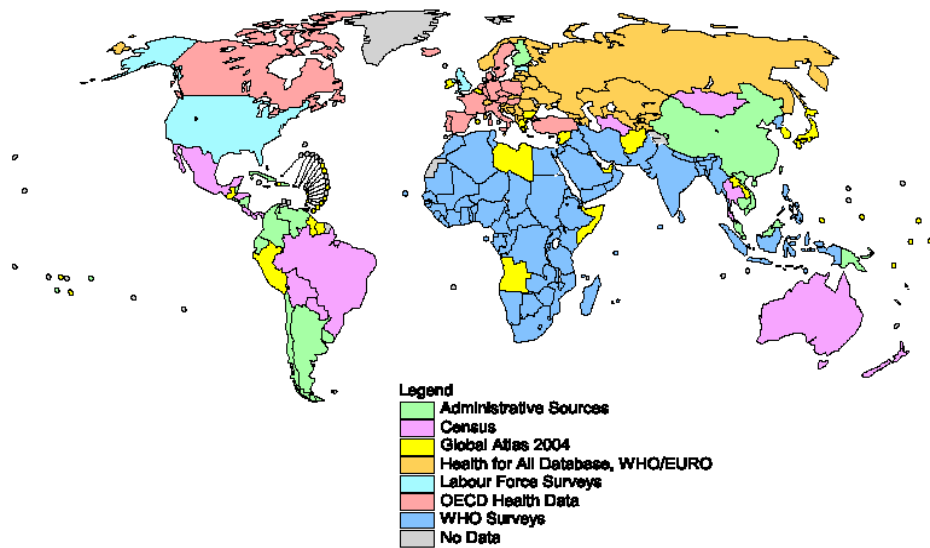 Legend
Administrative Sources
Census
Global Atlas 2004
Health for All Database, WHO/EURO
Labour Force Surveys
OECD Health Data
WHO Surveys
No Data